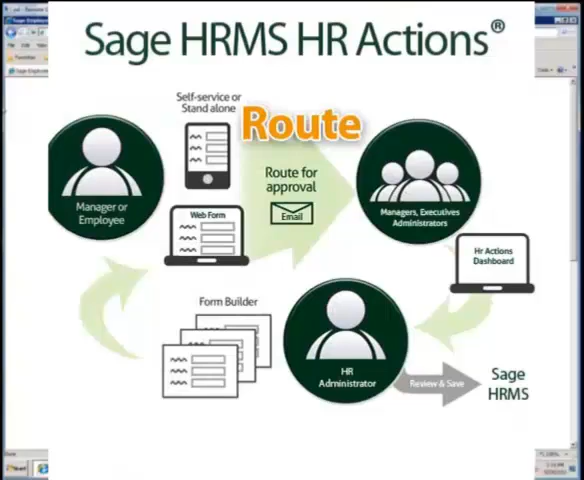 Sage HRMS HR Actions®
Self-service or
Stand alone
Route
Route for
approval
Email
Manager or
Employee
Web Form
Managers, Executives
Administrators
Hr Actions
Dashboard
Form Builder
HR
Administrator
Review & Save
Sage
HRMS